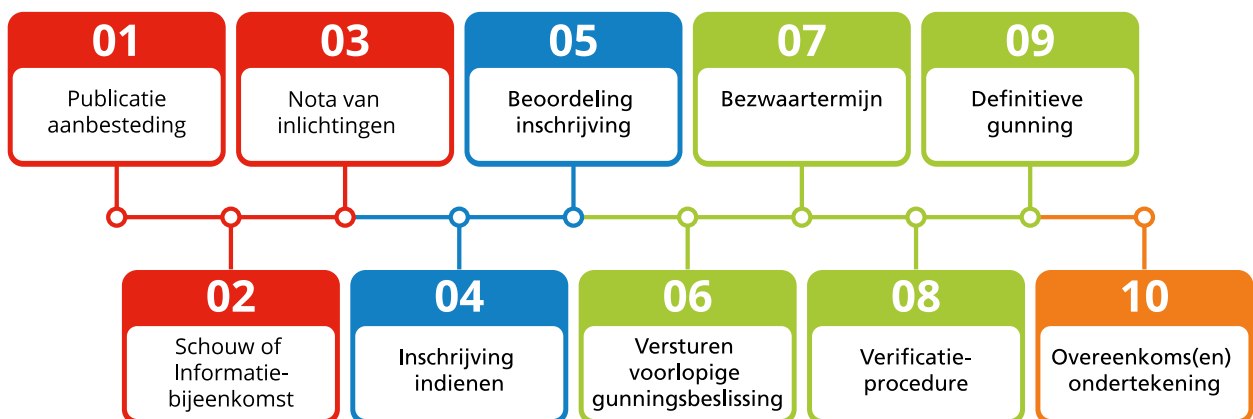 01
Publicatie
aanbesteding
02
Schouw of
Informatie-
bijeenkomst
03
Nota van
inlichtingen
04
Inschrijving
indienen
05
Beoordeling
inschrijving
06
Versturen
voorlopige
gunningsbeslissing
07
Bezwaartermijn
08
Verificatie-
procedure
09
Definitieve
gunning
10
Overeenkoms(en)
ondertekening